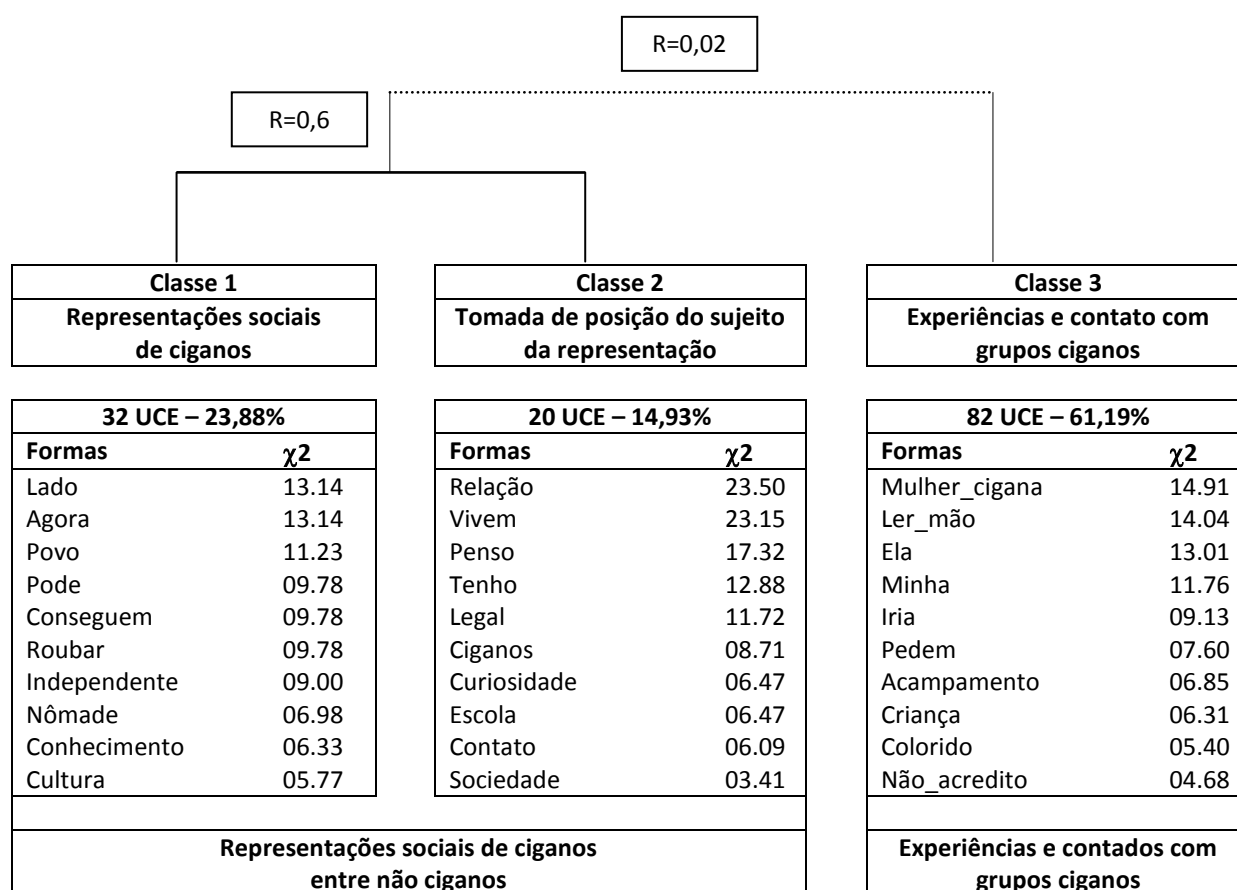 R=0,02
R=0,6
Classe 1
Representações sociais
de ciganos
32 UCE – 23,88%
Formas χ2
Lado 13.14
Agora 13.14
Povo 11.23
Pode 09.78
Conseguem 09.78
Roubar 09.78
Independente 09.00
Nômade 06.98
Conhecimento 06.33
Cultura 05.77
Classe 2
Tomada de posição do sujeito
da representação
20 UCE – 14,93%
Formas χ2
Relação 23.50
Vivem 23.15
Penso 17.32
Tenho 12.88
Legal 11.72
Ciganos 08.71
Curiosidade 06.47
Escola 06.47
Contato 06.09
Sociedade 03.41
Representações sociais de ciganos
entre não ciganos
Classe 3
Experiências e contato com
grupos ciganos
82 UCE – 61,19%
Formas χ2
Mulher_cigana 14.91
Ler_mão 14.04
Ela 13.01
Minha 11.76
Iria 09.13
Pedem 07.60
Acampamento 06.85
Criança 06.31
Colorido 05.40
Não_acredito 04.68
Experiências e contados com
grupos ciganos